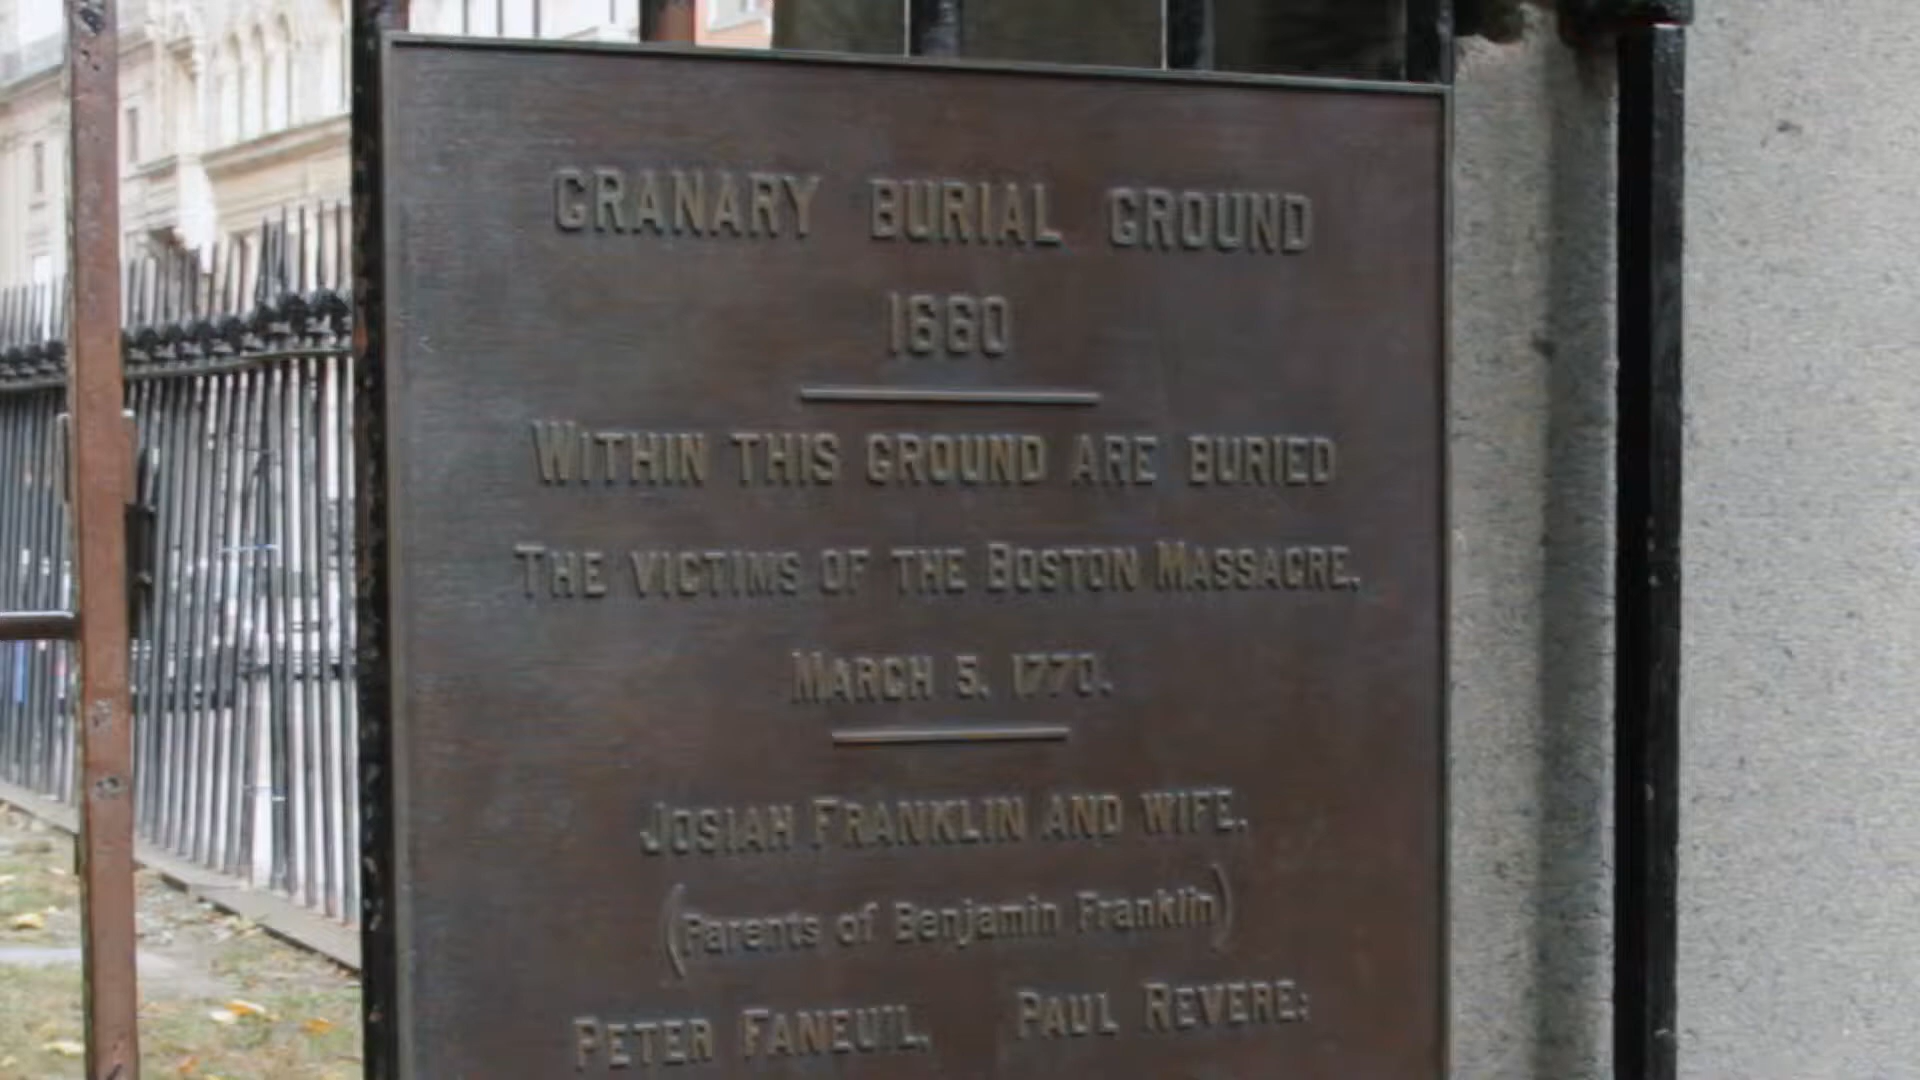 GRANARY BURIAL GROUND
1660
WITHIN THIS GROUND ARE BURIED
THE VICTIMS OF THE BOSTON MASSACRE,
MARCH 5, 1770.
JOSIAH FRANKLIN AND WIFE,
(Parents of Benjamin Franklin)
PETER FANEUIL, PAUL REVERE;